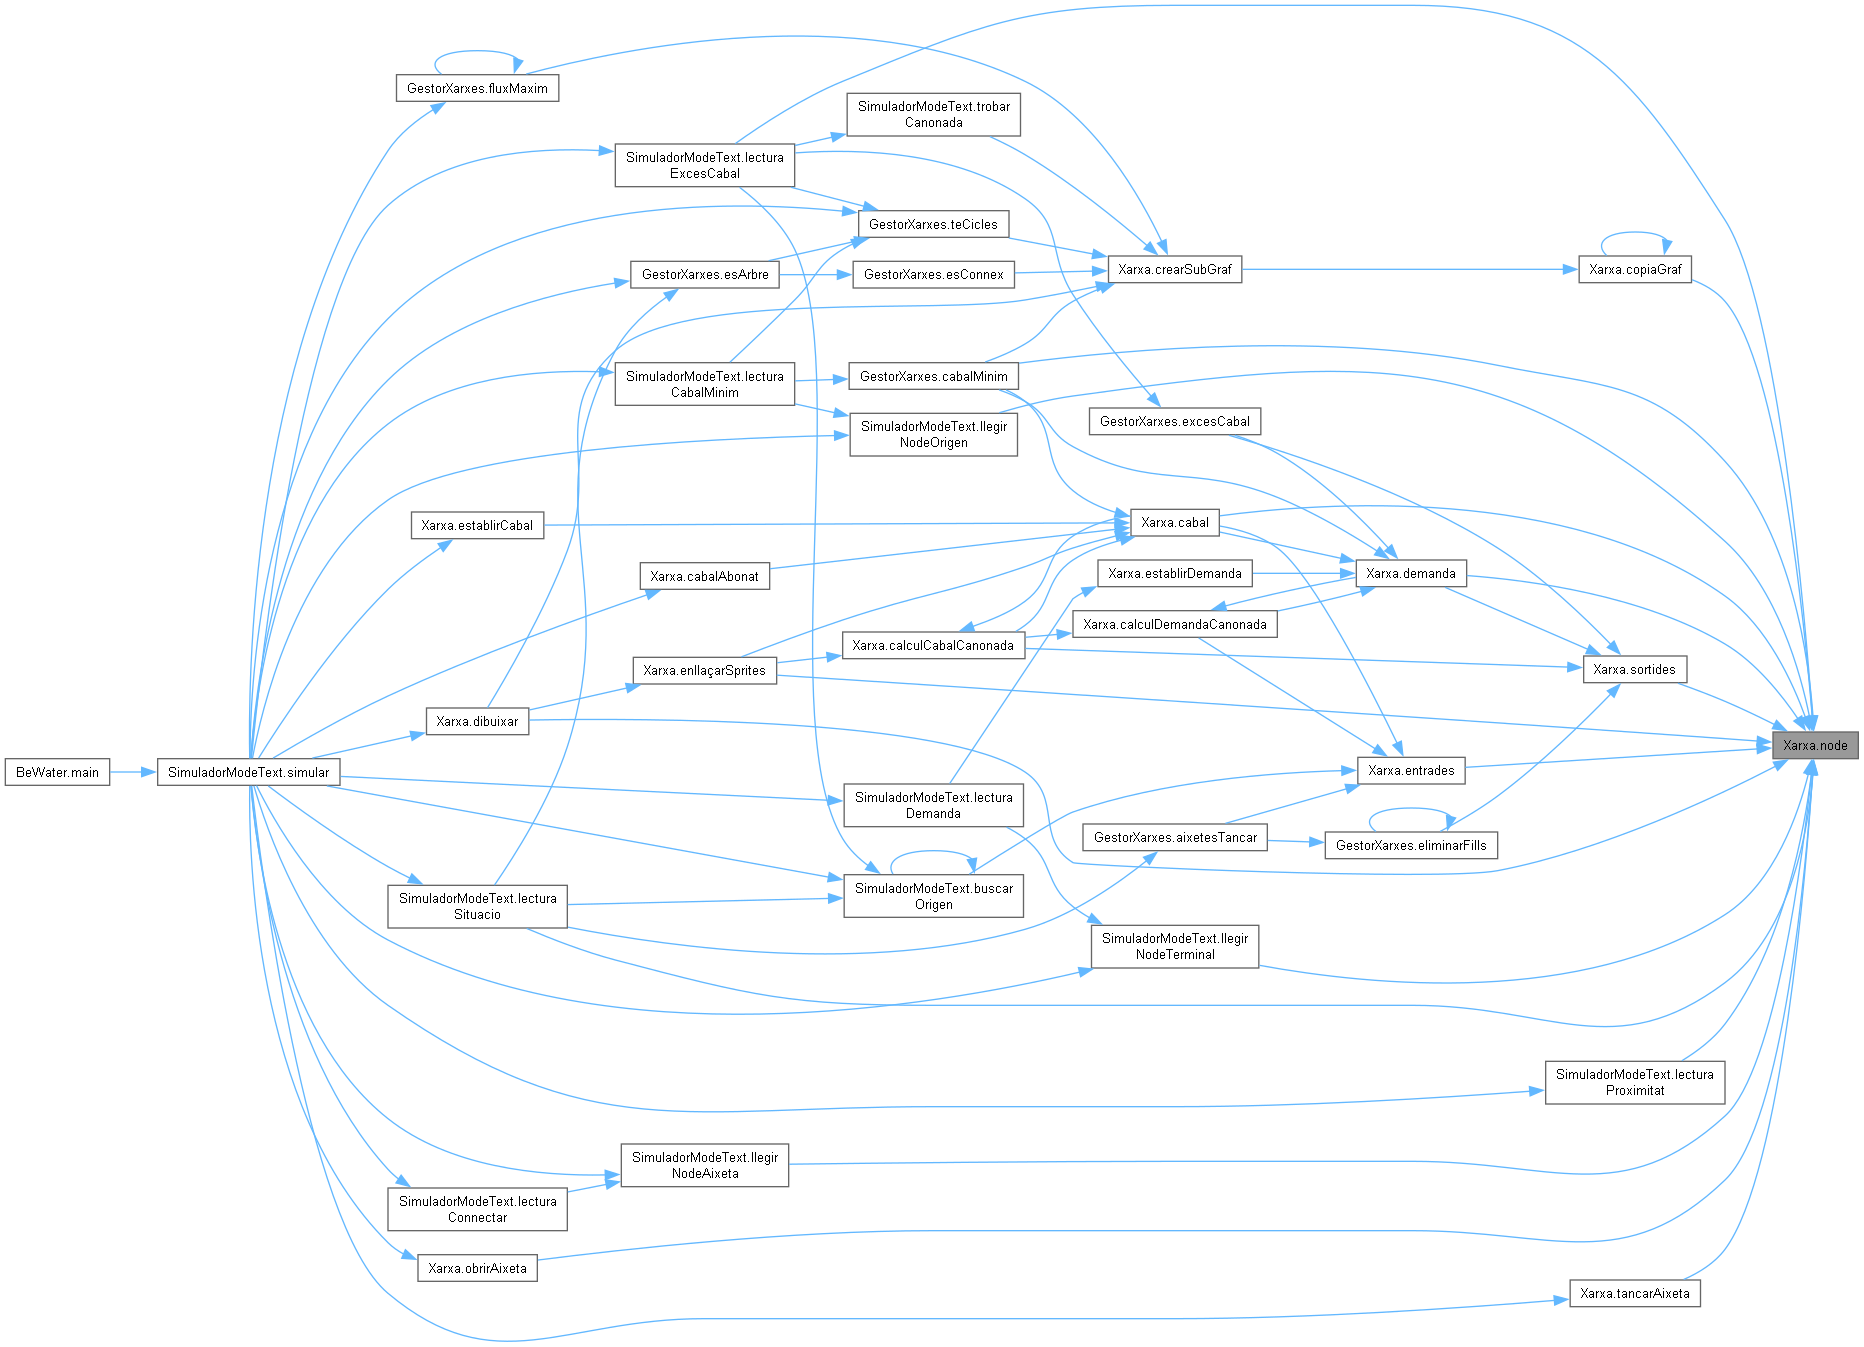 GestorXarxes.fluxMaxim
SimuladorModeText.trobar
Canonada
SimuladorModeText.lectura
ExcesCabal
GestorXarxes.teCicles
GestorXarxes.esArbre
GestorXarxes.esConnex
Xarxa.crearSubGraf
Xarxa.copiaGraf
SimuladorModeText.lectura
CabalMinim
GestorXarxes.cabalMinim
SimuladorModeText.llegir
NodeOrigen
GestorXarxes.excesCabal
Xarxa.establirCabal
Xarxa.cabal
Xarxa.cabalAbonat
Xarxa.establirDemanda
Xarxa.demanda
Xarxa.calculDemandaCanonada
Xarxa.calculCabalCanonada
Xarxa.enllaçarSprites
Xarxa.sortides
Xarxa.dibuixar
Xarxa.node
BeWater.main
SimuladorModeText.simular
Xarxa.entrades
SimuladorModeText.lectura
Demanda
GestorXarxes.aixetesTancar
GestorXarxes.eliminarFills
SimuladorModeText.buscar
Origen
SimuladorModeText.lectura
Situacio
SimuladorModeText.llegir
NodeTerminal
SimuladorModeText.lectura
Proximitat
SimuladorModeText.llegir
NodeAixeta
SimuladorModeText.lectura
Connectar
Xarxa.obrirAixeta
Xarxa.tancarAixeta